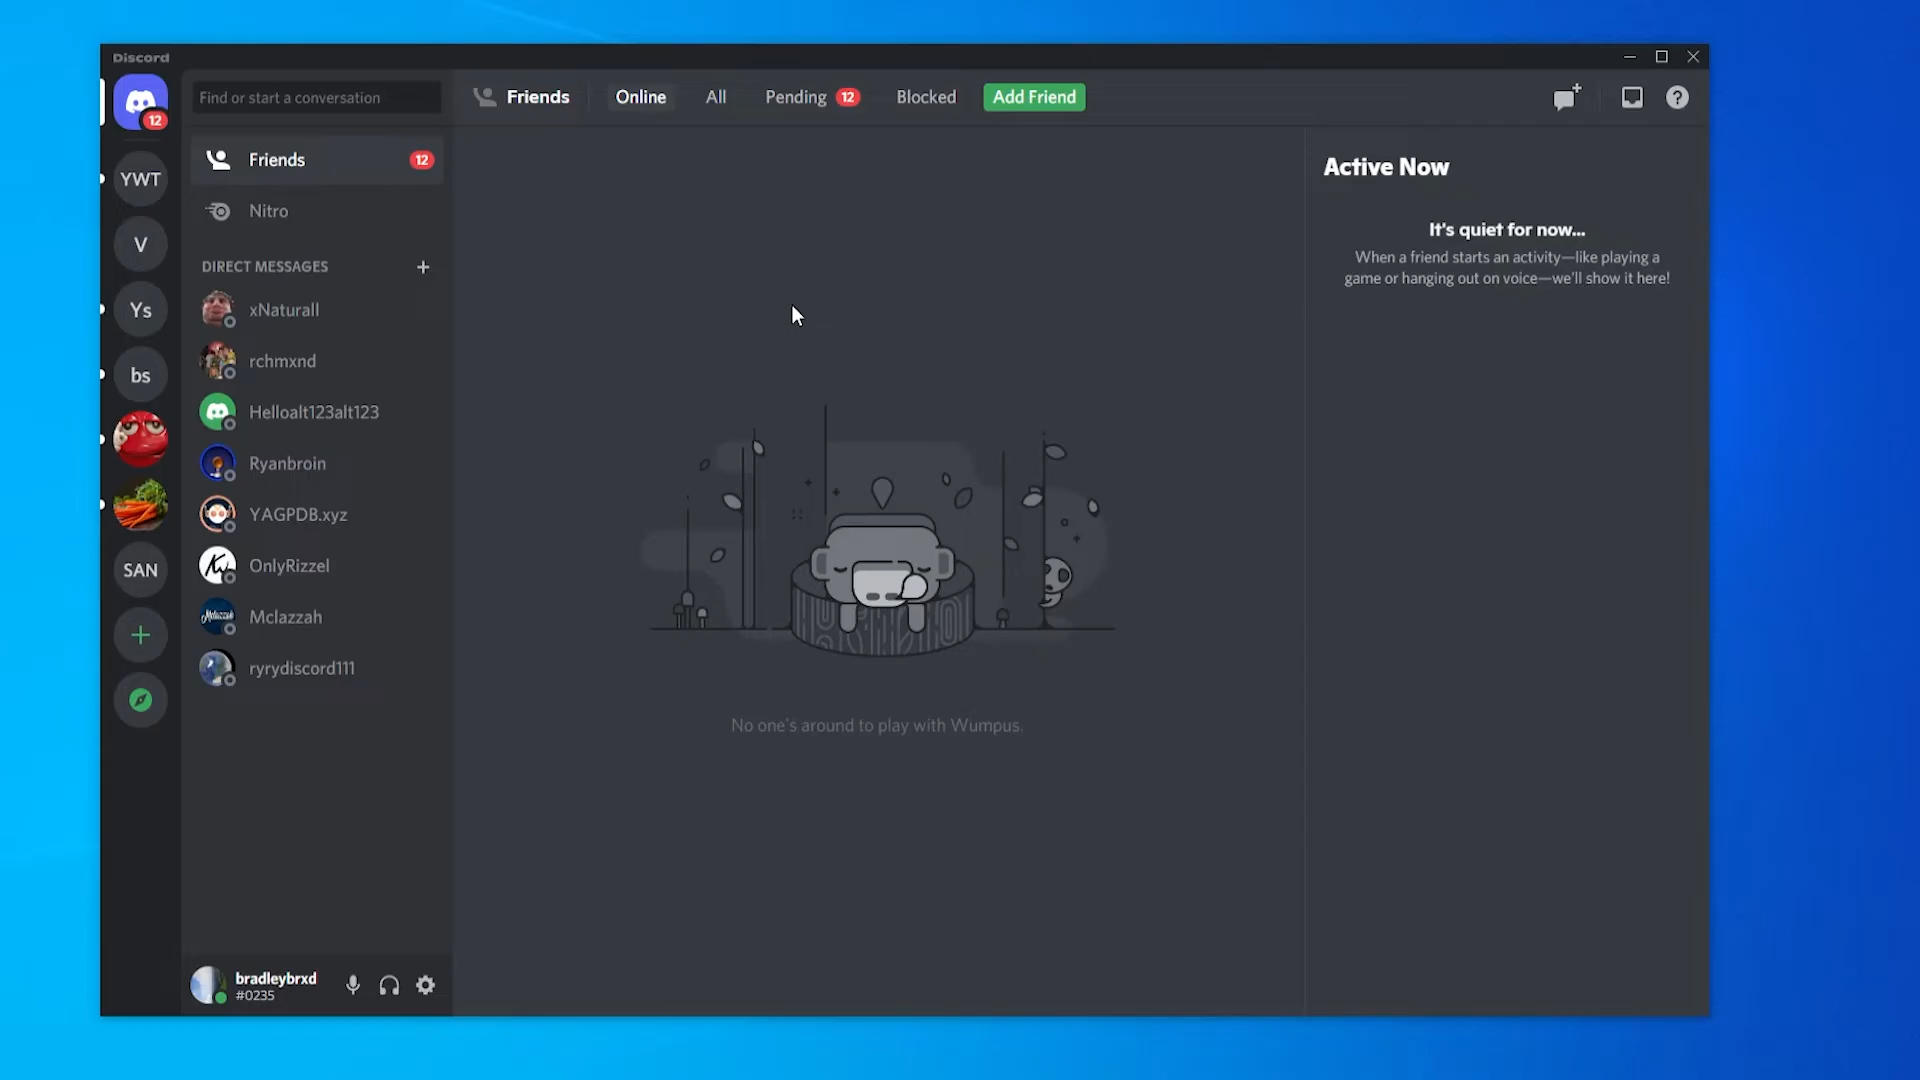 Discord
12
YWT
V
Ys
bs
SAN
Find or start a conversation
Friends 12
Nitro
DIRECT MESSAGES
xNaturall
rchmxnd
Helloalt123alt123
Ryanbroin
YAGPDB.xyz
OnlyRizzel
Mclazzah
ryrydiscord111
bradleybrxd
#0235
Friends Online All Pending 12 Blocked Add Friend
No one's around to play with Wumpus.
Active Now
It's quiet for now...
When a friend starts an activity—like playing a
game or hanging out on voice—we'll show it here!